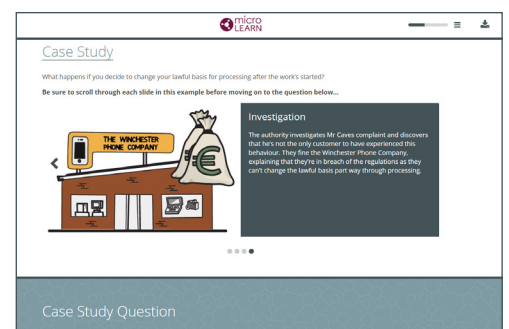 micro
LEARN
Case Study
What happens if you decide to change your lawful basis for processing after the work's started?
Be sure to scroll through each slide in this example before moving on to the question below...
THE WINCHESTER
PHONE COMPANY
€
Investigation
The authority investigates Mr Caves complaint and discovers
that he's not the only customer to have experienced this
behaviour. They fine the Winchester Phone Company,
explaining that they're in breach of the regulations as they
can't change the lawful basis part way through processing.
Case Study Question